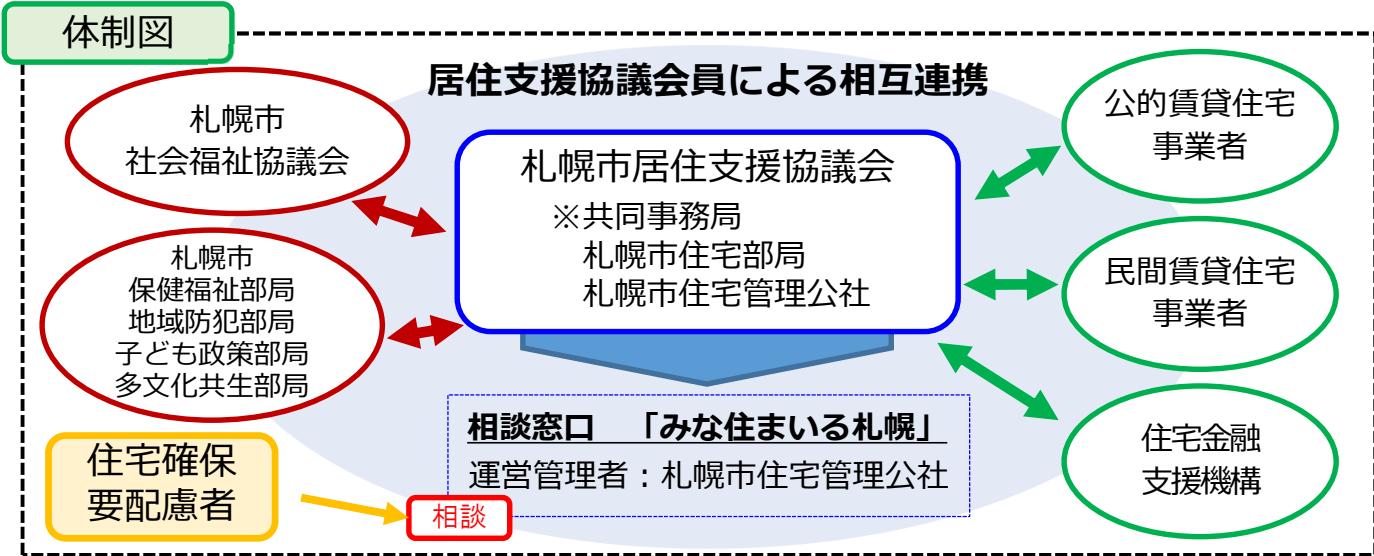 体制図
居住支援協議会員による相互連携
札幌市
社会福祉協議会
札幌市
保健福祉部局
地域防犯部局
子ども政策部局
多文化共生部局
札幌市居住支援協議会
※共同事務局
札幌市住宅部局
札幌市住宅管理公社
公的賃貸住宅
事業者
民間賃貸住宅
事業者
住宅金融
支援機構
相談窓口　「みな住まいる札幌」
運営管理者：札幌市住宅管理公社
住宅確保
要配慮者
相談